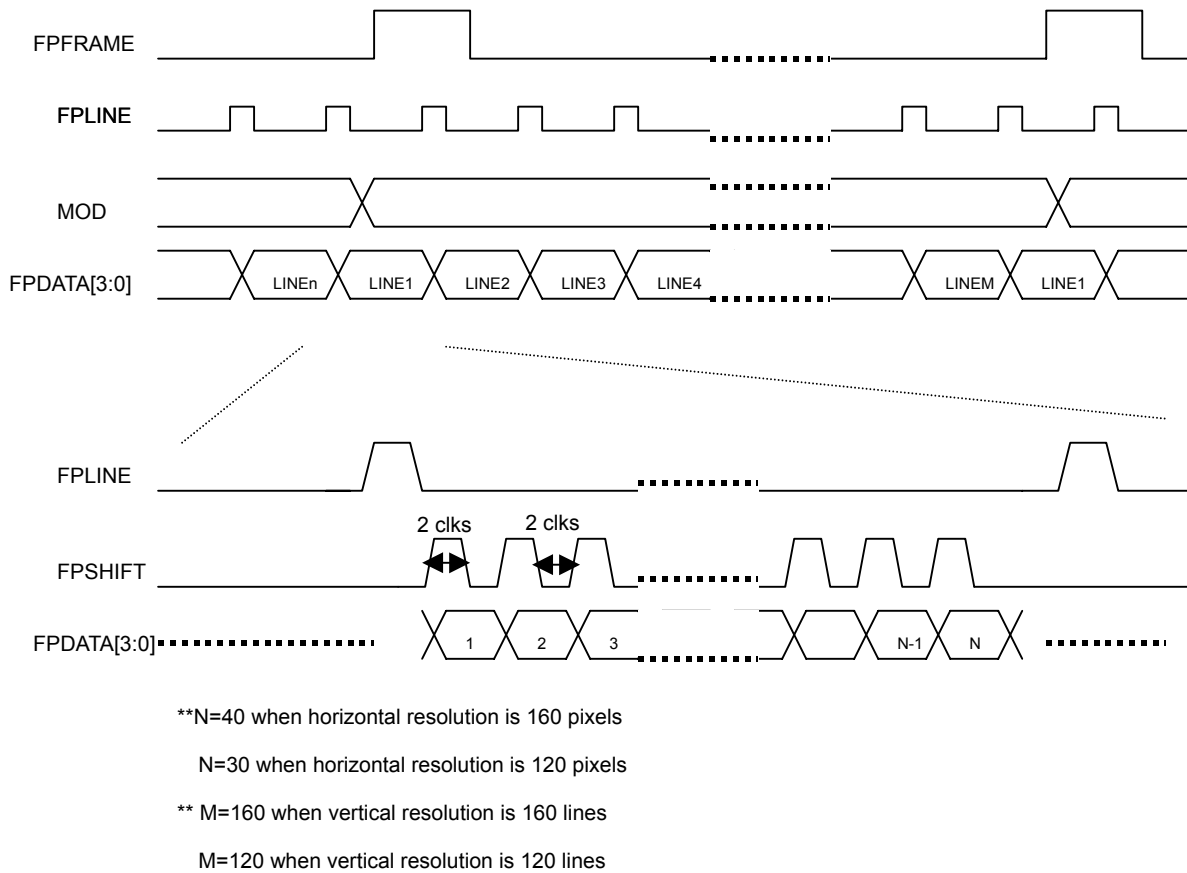 FPFRAME
FPLINE
MOD
FPDATA[3:0]
LINEn LINE1 LINE2 LINE3 LINE4 LINEM LINE1
FPLINE
2 clks 2 clks
FPSHIFT
FPDATA[3:0]
1 2 3 N-1 N
**N=40 when horizontal resolution is 160 pixels
N=30 when horizontal resolution is 120 pixels
** M=160 when vertical resolution is 160 lines
M=120 when vertical resolution is 120 lines